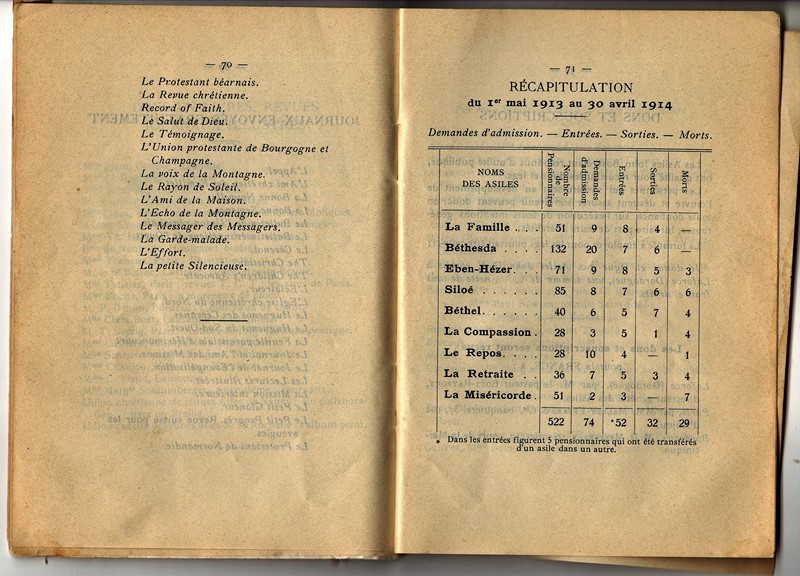 — 70 —
Le Protestant béarnais.
La Revue chrétienne.
Record of Faith.
Le Salut de Dieu.
Le Témoignage.
L'Union protestante de Bourgogne et
Champagne.
La voix de la Montagne.
Le Rayon de Soleil.
L'Ami de la Maison.
L'Echo de la Montagne.
Le Messager des Messagers.
La Garde-malade.
L'Effort.
La petite Silencieuse.
— 71 —
RÉCAPITULATION
du 1er mai 1913 au 30 avril 1914
Demandes d'admission. — Entrées. — Sorties. — Morts.
NOMS DES ASILES Nombre de Pensionnaires Demandes d'admission Entrées Sorties Morts
La Famille . . . 51 9 8 4 —
Béthesda . . . . 132 20 7 6 —
Eben-Hézer. . . 71 9 8 5 3
Siloé . . . . . . 85 8 7 6 6
Béthel. . . . . . 40 6 5 7 4
La Compassion . 28 3 5 1 4
Le Repos. . . . 28 10 4 — 1
La Retraite . . . 36 7 5 3 4
La Miséricorde . 51 2 3 — 7
522 74 *52 32 29
* Dans les entrées figurent 5 pensionnaires qui ont été transférés
d'un asile dans un autre.